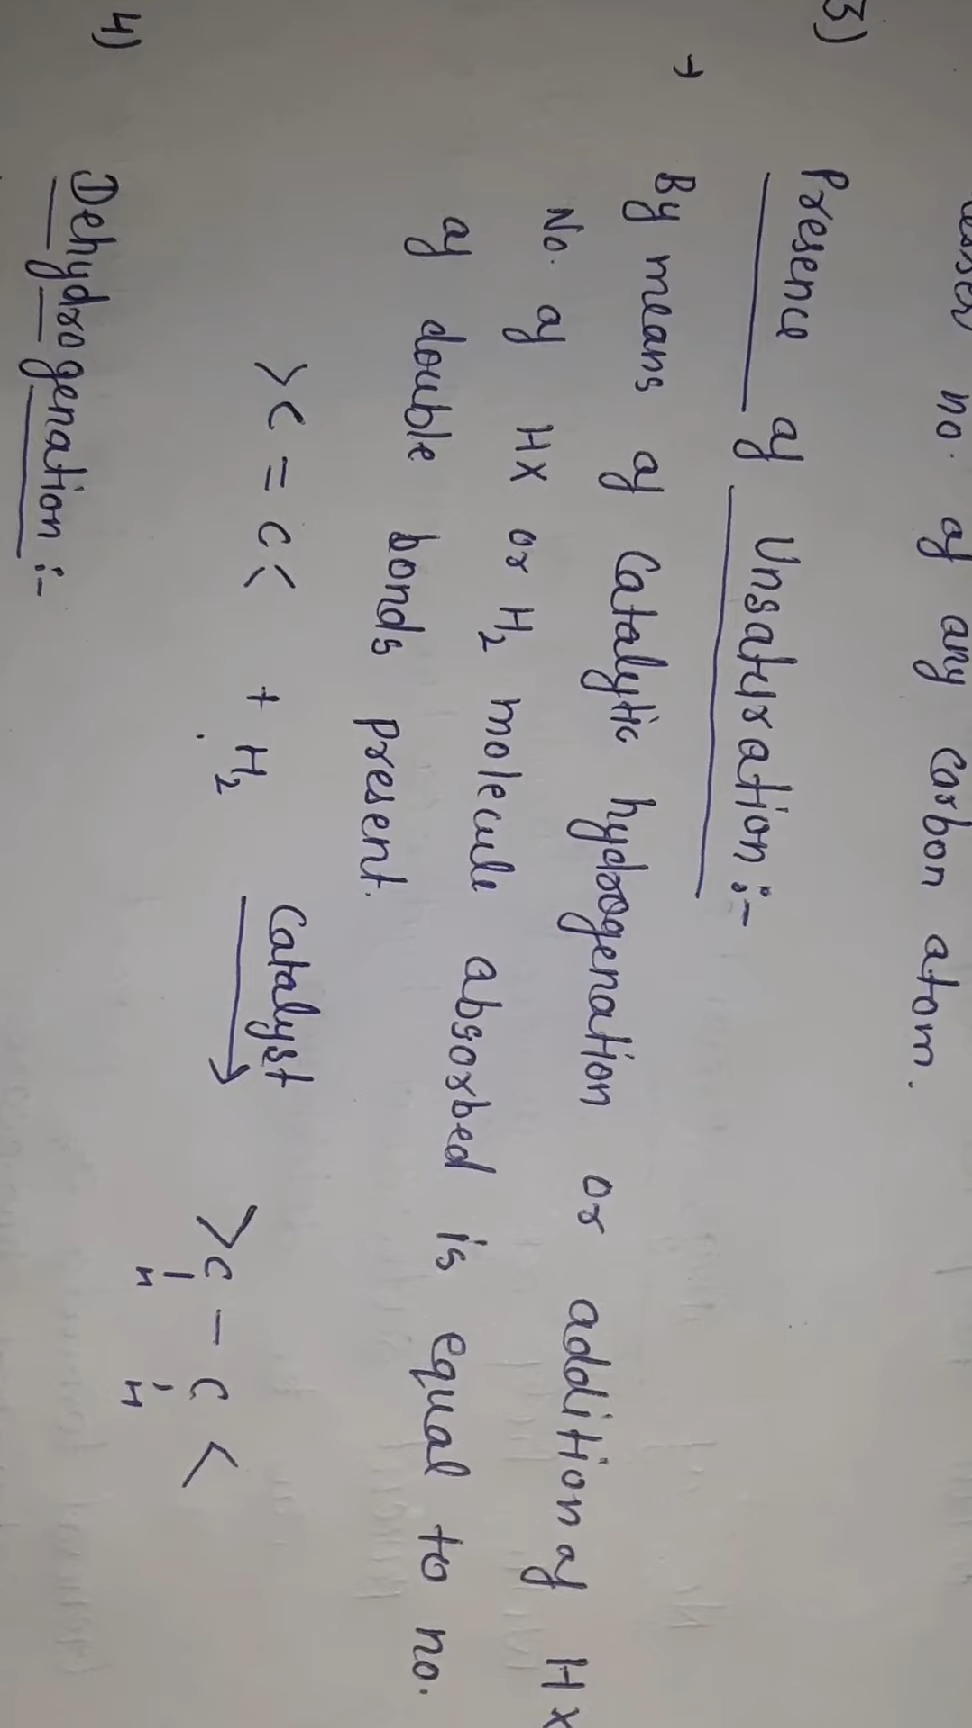 no. of any carbon atom.
3) Presence of Unsaturation :-
→ By means of Catalytic hydrogenation or addition of Hx
No. of HX or H₂ molecule absorbed is equal to no.
of double bonds present.
>C = C< + H₂ Catalyst → >C - C<
H H
4) Dehydrogenation :-